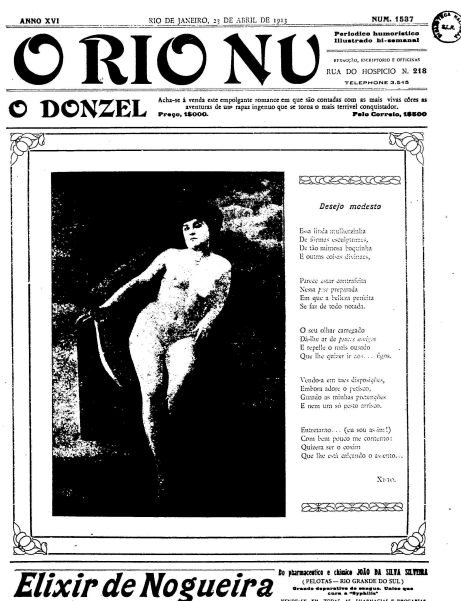 ANNO XVI
RIO DE JANEIRO, 23 DE ABRIL DE 1913
NUM. 1537
O RIO NU
Periodico humoristico
Illustrado bi-semanal
REDACÇÃO, ESCRIPTORIO E OFFICINAS
RUA DO HOSPICIO N. 218
TELEPHONE 3.515
O DONZEL
Acha-se á venda este empolgante romance em que são contadas com as mais vivas côres as
aventuras de um rapaz ingenuo que se torna o mais terrivel conquistador.
Preço, 1$000.
Pelo Correio, 1$500
Desejo modesto
Essa linda mulherzinha
De fórmas esculpturaes,
De tão mimosa boquinha
E outras coisas divinaes,
Parece estar contrafeita
Nessa pose preparada
Em que a belleza perfeita
Se faz de todo notada.
O seu olhar carregado
Dá-lhe ar de poucos amigos
E repelle o mais ousado
Que lhe quizer ir aos... figos.
Vendo-a em taes disposições,
Embora adore o petisco,
Guardo as minhas pretenções
E nem um só gesto arrisco.
Entretanto... (eu sou assim!)
Com bem pouco me contento:
Quizera ser o coxim
Que lhe está calçando o assento...
Elixir de Nogueira
Do pharmaceutico e chimico JOÃO DA SILVA SILVEIRA
(PELOTAS — RIO GRANDE DO SUL)
Grande depurativo do sangue. Unico que
cura a "Syphilis"